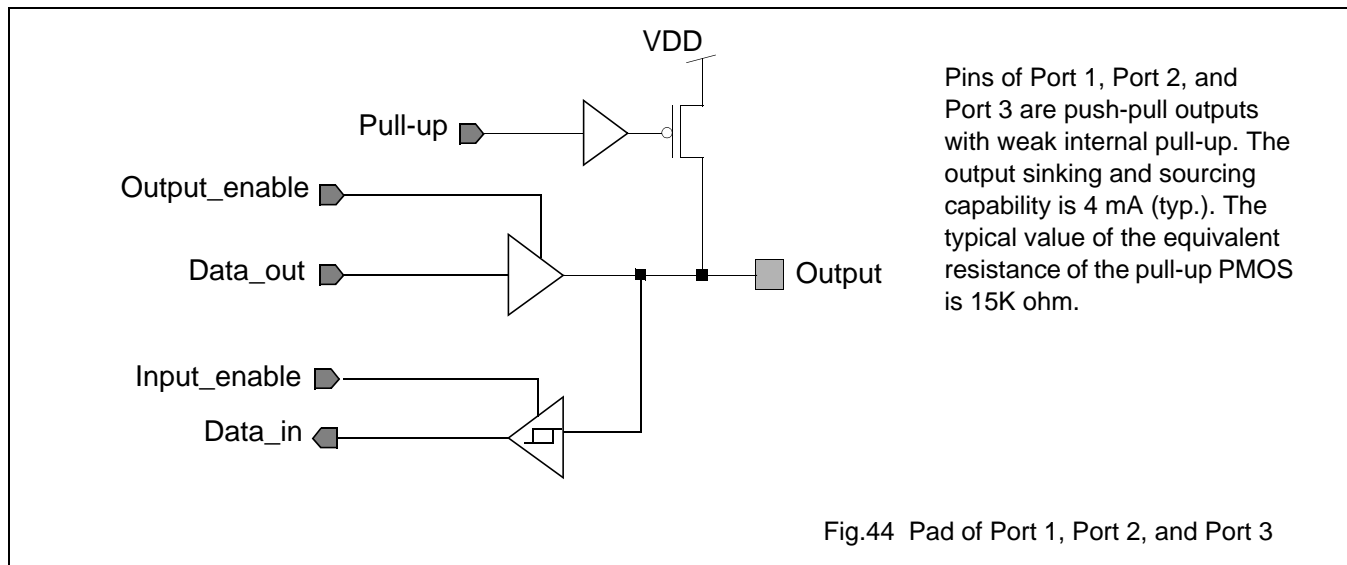 VDD
Pull-up
Output_enable
Data_out
Output
Input_enable
Data_in
Pins of Port 1, Port 2, and
Port 3 are push-pull outputs
with weak internal pull-up. The
output sinking and sourcing
capability is 4 mA (typ.). The
typical value of the equivalent
resistance of the pull-up PMOS
is 15K ohm.
Fig.44 Pad of Port 1, Port 2, and Port 3